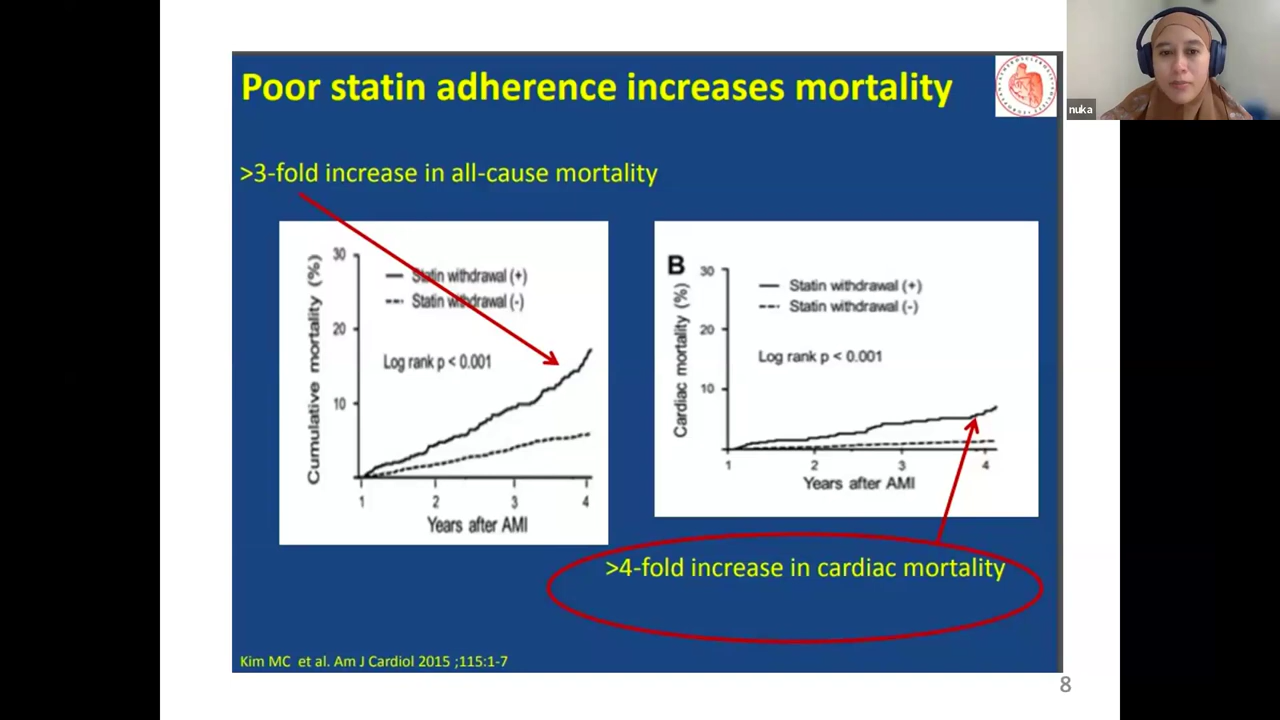 Poor statin adherence increases mortality
nuka
>3-fold increase in all-cause mortality
Cumulative mortality (%)
30
20
10
Statin withdrawal (+)
Statin withdrawal (-)
Log rank p < 0.001
1 2 3 4
Years after AMI
B
Cardiac mortality (%)
30
20
10
Statin withdrawal (+)
Statin withdrawal (-)
Log rank p < 0.001
1 2 3 4
Years after AMI
>4-fold increase in cardiac mortality
Kim MC et al. Am J Cardiol 2015 ;115:1-7
8